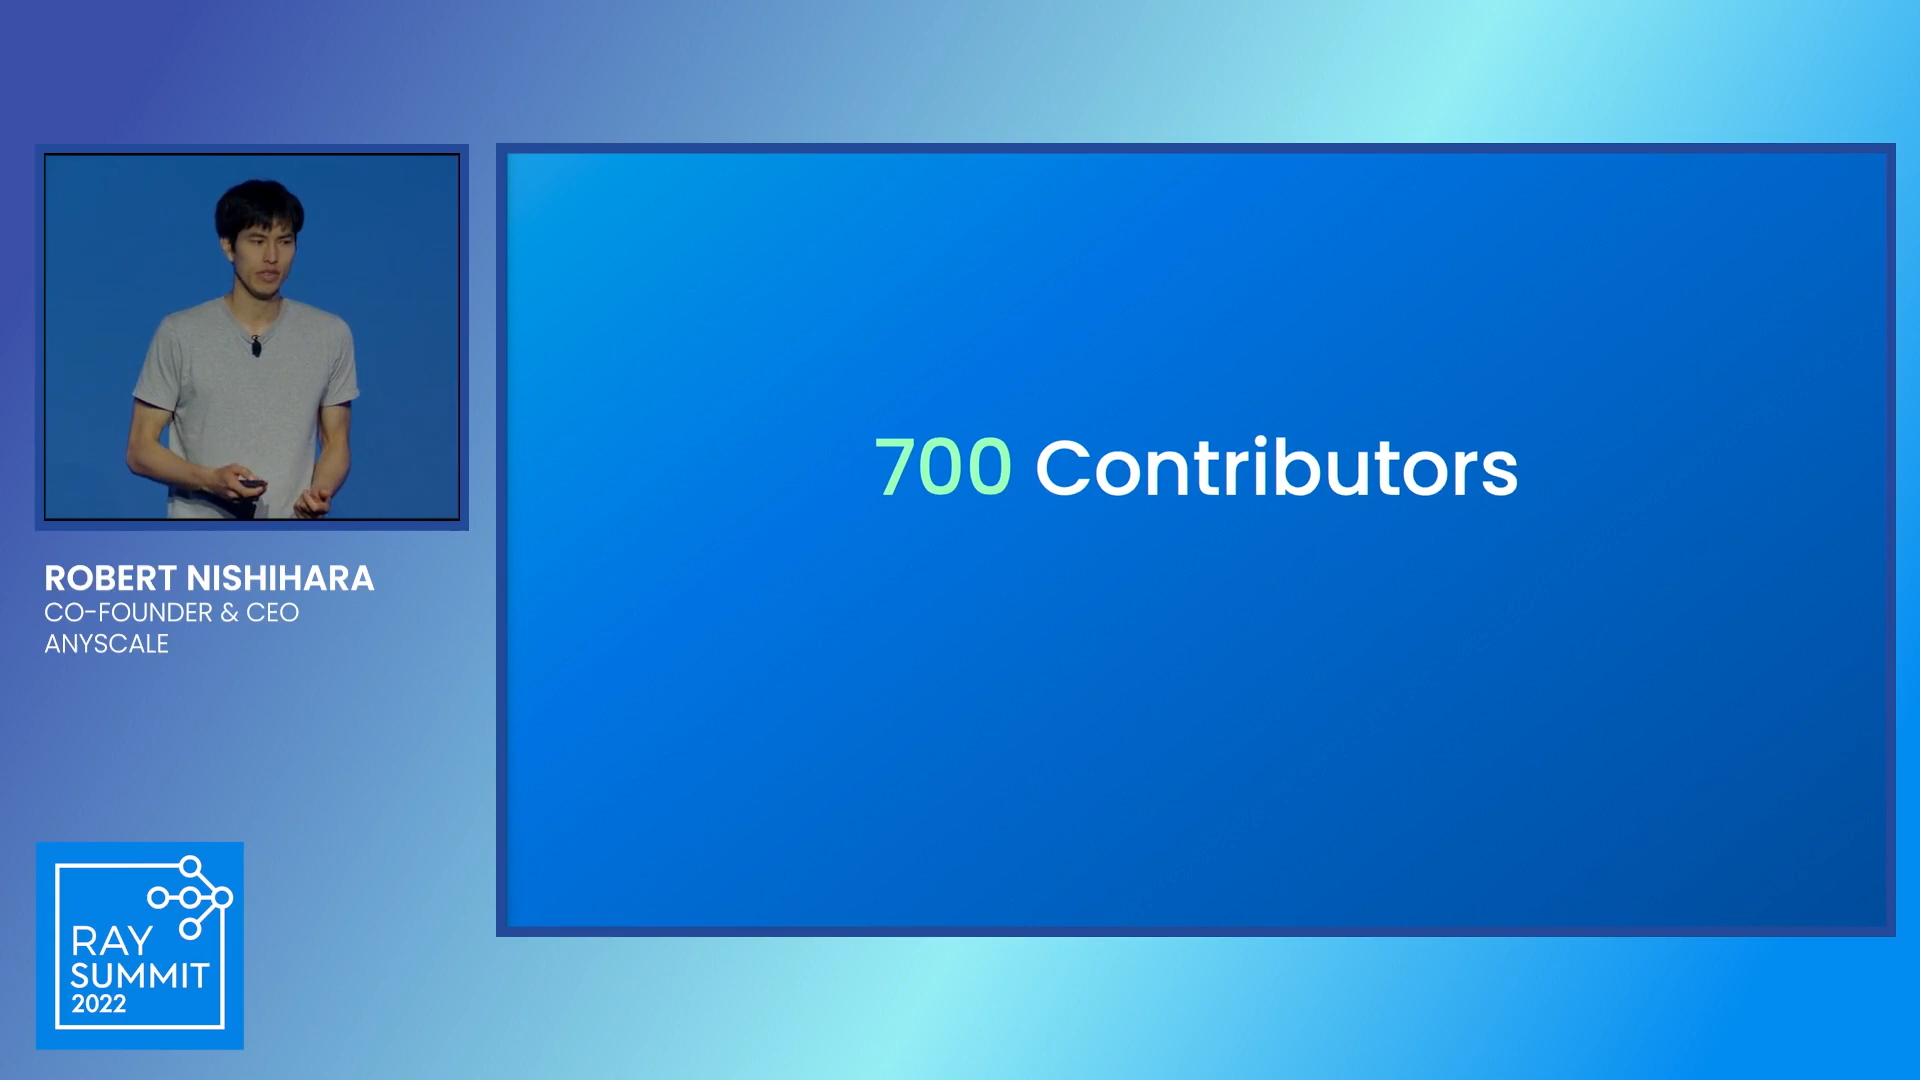 700 Contributors
ROBERT NISHIHARA
CO-FOUNDER & CEO
ANYSCALE
RAY
SUMMIT
2022